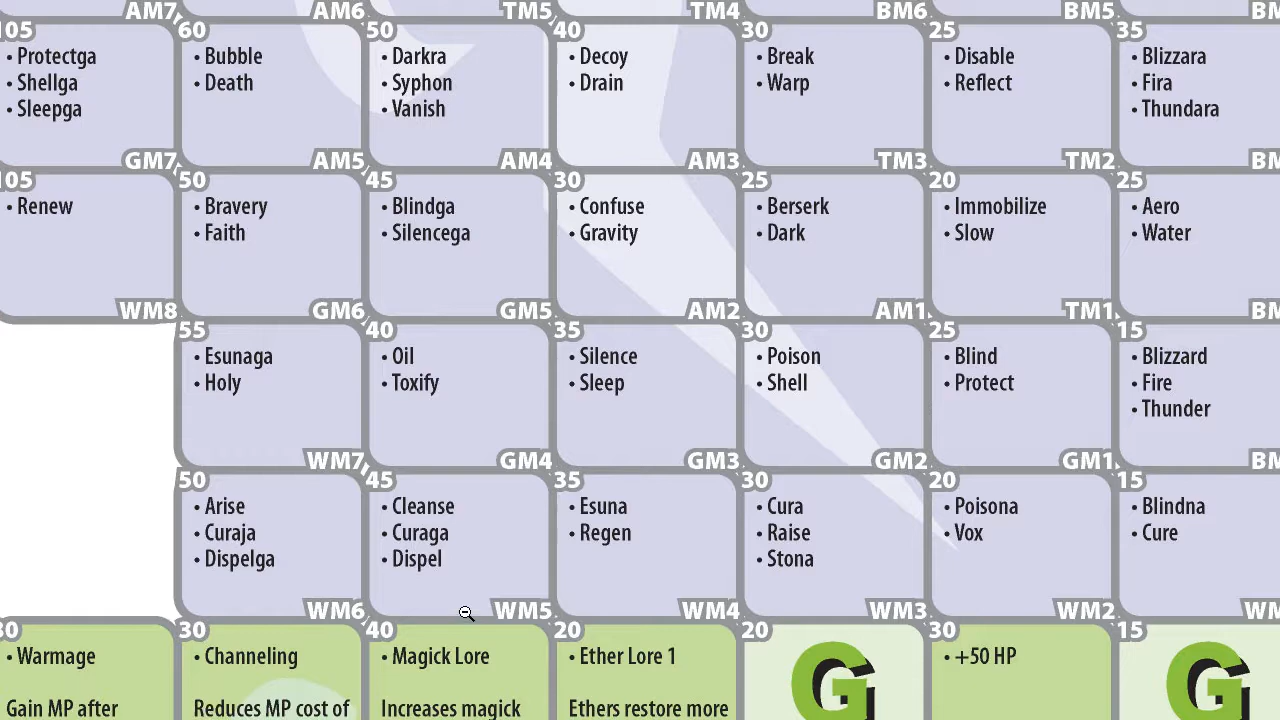 AM7 AM6 TM5 TM4 BM6 BM5 BM
105 60 50 40 30 25 35
• Protectga • Bubble • Darkra • Decoy • Break • Disable • Blizzara
• Shellga • Death • Syphon • Drain • Warp • Reflect • Fira
• Sleepga • Vanish • Thundara
GM7 AM5 AM4 AM3 TM3 TM2 BM
105 50 45 30 25 20 25
• Renew • Bravery • Blindga • Confuse • Berserk • Immobilize • Aero
• Faith • Silencega • Gravity • Dark • Slow • Water
WM8 GM6 GM5 AM2 AM1 TM1 BM
55 40 35 30 25 15
• Esunaga • Oil • Silence • Poison • Blind • Blizzard
• Holy • Toxify • Sleep • Shell • Protect • Fire
• Thunder
WM7 GM4 GM3 GM2 GM1 BM
50 45 35 30 20 15
• Arise • Cleanse • Esuna • Cura • Poisona • Blindna
• Curaja • Curaga • Regen • Raise • Vox • Cure
• Dispelga • Dispel • Stona
WM6 WM5 WM4 WM3 WM2 WM
30 30 40 20 20 30 15
• Warmage • Channeling • Magick Lore • Ether Lore 1 G • +50 HP G
Gain MP after Reduces MP cost of Increases magick Ethers restore more